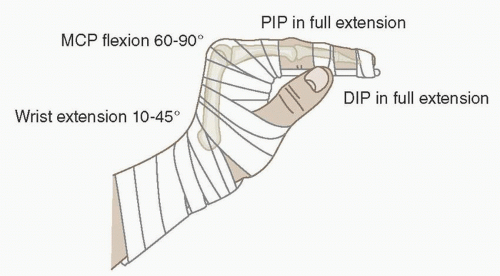 PIP in full extension
MCP flexion 60-90°
DIP in full extension
Wrist extension 10-45°